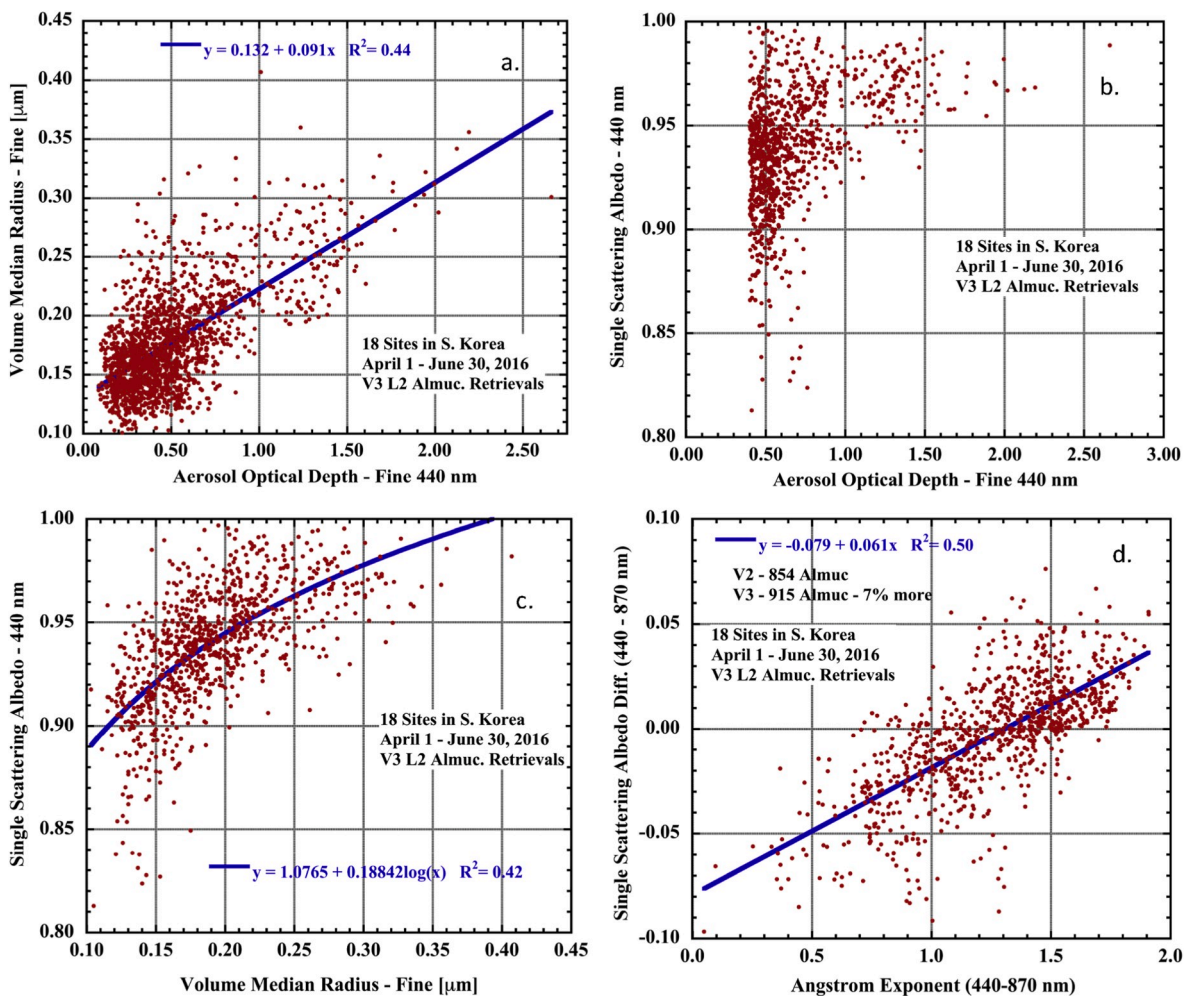 0.45
y = 0.132 + 0.091x R²= 0.44
a.
0.40
0.35
0.30
0.25
0.20
0.15
0.10
Volume Median Radius - Fine [μm]
18 Sites in S. Korea
April 1 - June 30, 2016
V3 L2 Almuc. Retrievals
0.00 0.50 1.00 1.50 2.00 2.50
Aerosol Optical Depth - Fine 440 nm
1.00
0.95
0.90
0.85
0.80
Single Scattering Albedo - 440 nm
b.
18 Sites in S. Korea
April 1 - June 30, 2016
V3 L2 Almuc. Retrievals
0.00 0.50 1.00 1.50 2.00 2.50 3.00
Aerosol Optical Depth - Fine 440 nm
1.00
0.95
0.90
0.85
0.80
Single Scattering Albedo - 440 nm
c.
18 Sites in S. Korea
April 1 - June 30, 2016
V3 L2 Almuc. Retrievals
y = 1.0765 + 0.18842log(x) R²= 0.42
0.10 0.15 0.20 0.25 0.30 0.35 0.40 0.45
Volume Median Radius - Fine [μm]
0.10
0.05
0.00
-0.05
-0.10
Single Scattering Albedo Diff. (440 - 870 nm)
y = -0.079 + 0.061x R²= 0.50
d.
V2 - 854 Almuc
V3 - 915 Almuc - 7% more
18 Sites in S. Korea
April 1 - June 30, 2016
V3 L2 Almuc. Retrievals
0.0 0.5 1.0 1.5 2.0
Angstrom Exponent (440-870 nm)